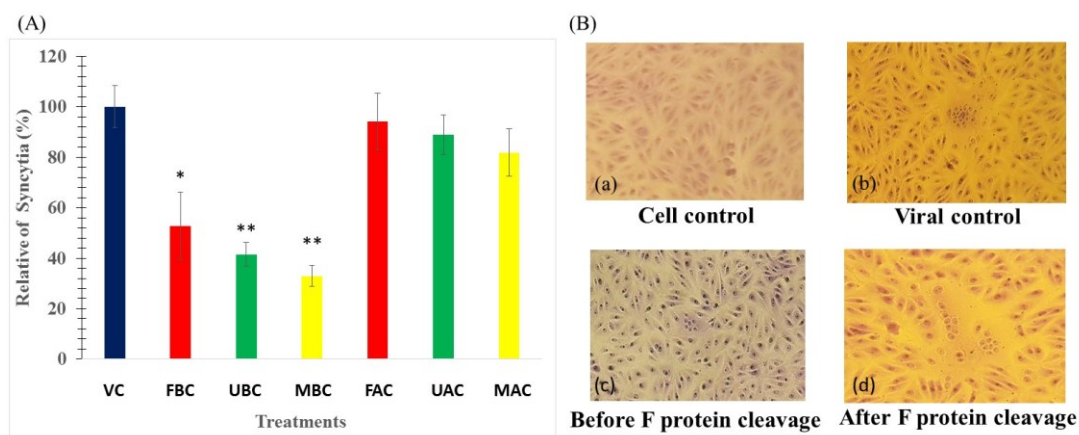 (A)
120
100
80
60
40
20
0
Relative of Syncytia (%)
*
**
**
VC FBC UBC MBC FAC UAC MAC
Treatments
(B)
(a)
Cell control
(b)
Viral control
(c)
Before F protein cleavage
(d)
After F protein cleavage